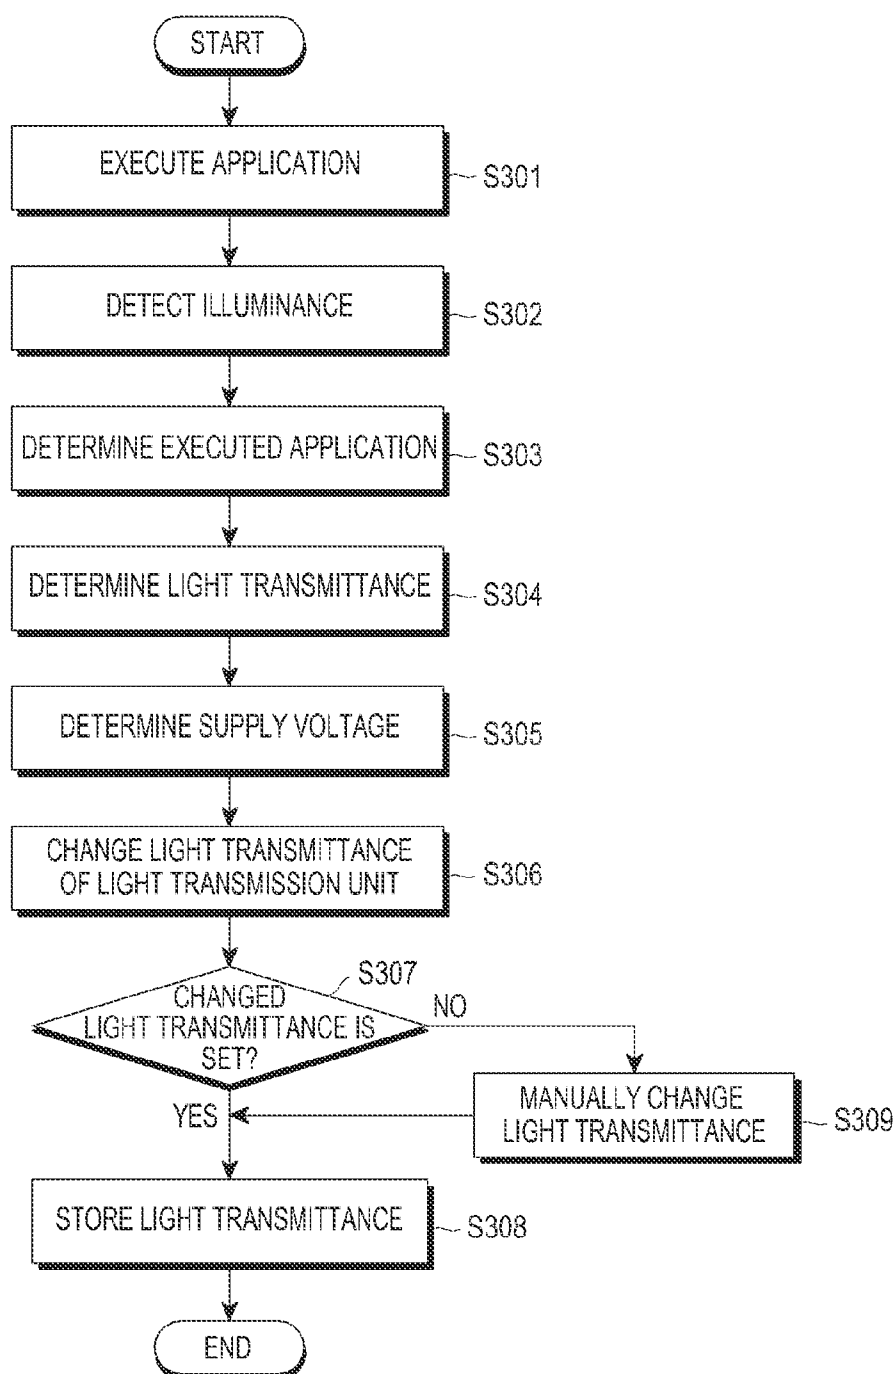 START
EXECUTE APPLICATION
S301
DETECT ILLUMINANCE
S302
DETERMINE EXECUTED APPLICATION
S303
DETERMINE LIGHT TRANSMITTANCE
S304
DETERMINE SUPPLY VOLTAGE
S305
CHANGE LIGHT TRANSMITTANCE
OF LIGHT TRANSMISSION UNIT
S306
S307
CHANGED
LIGHT TRANSMITTANCE IS
SET?
NO
YES
MANUALLY CHANGE
LIGHT TRANSMITTANCE
S309
STORE LIGHT TRANSMITTANCE
S308
END